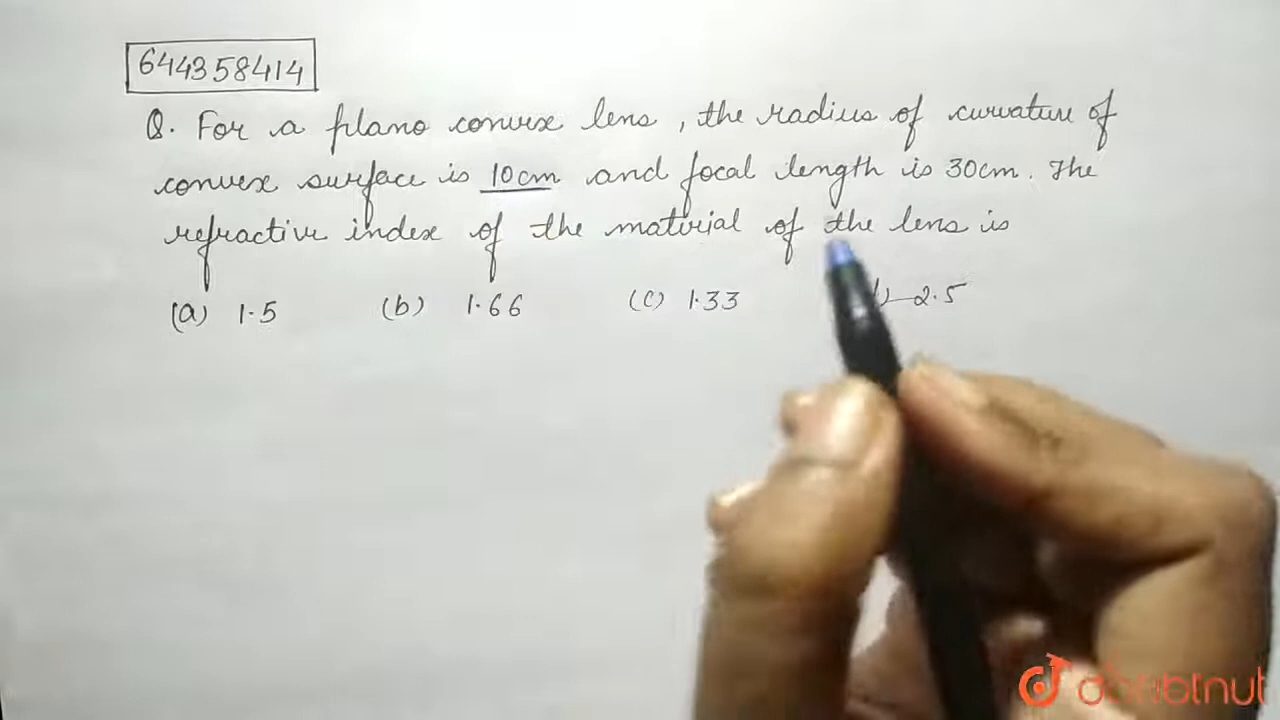 644358414
Q. For a plano convex lens, the radius of curvature of
convex surface is 10cm and focal length is 30cm. The
refractive index of the material of the lens is
(a) 1.5 (b) 1.66 (c) 1.33 2.5
doubtnut